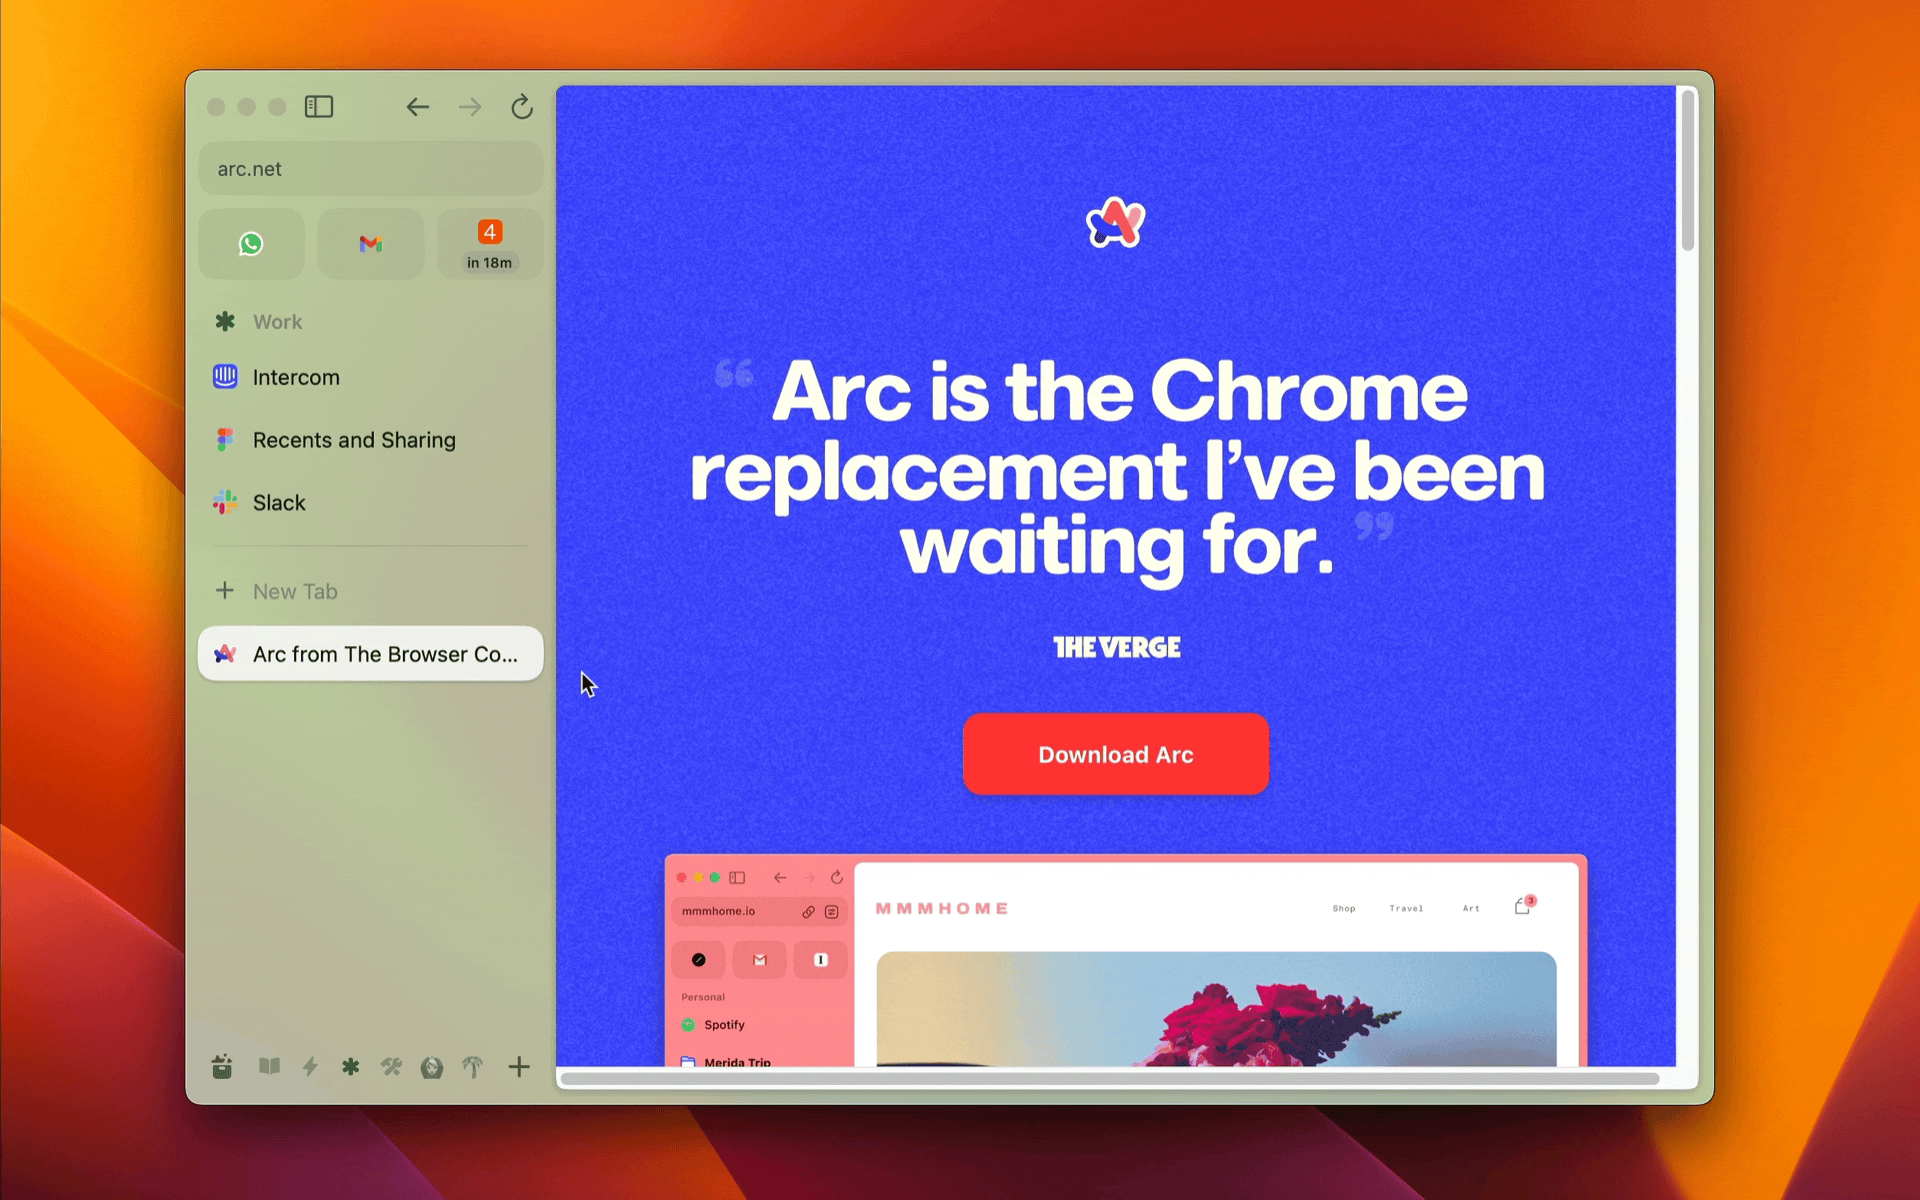 arc.net
4
in 18m
Work
Intercom
Recents and Sharing
Slack
New Tab
Arc from The Browser Co...
“ Arc is the Chrome
replacement I’ve been
waiting for. ”
THE VERGE
Download Arc
mmmhome.io
I
Personal
Spotify
Merida Trip
MMMHOME
Shop Travel Art 3